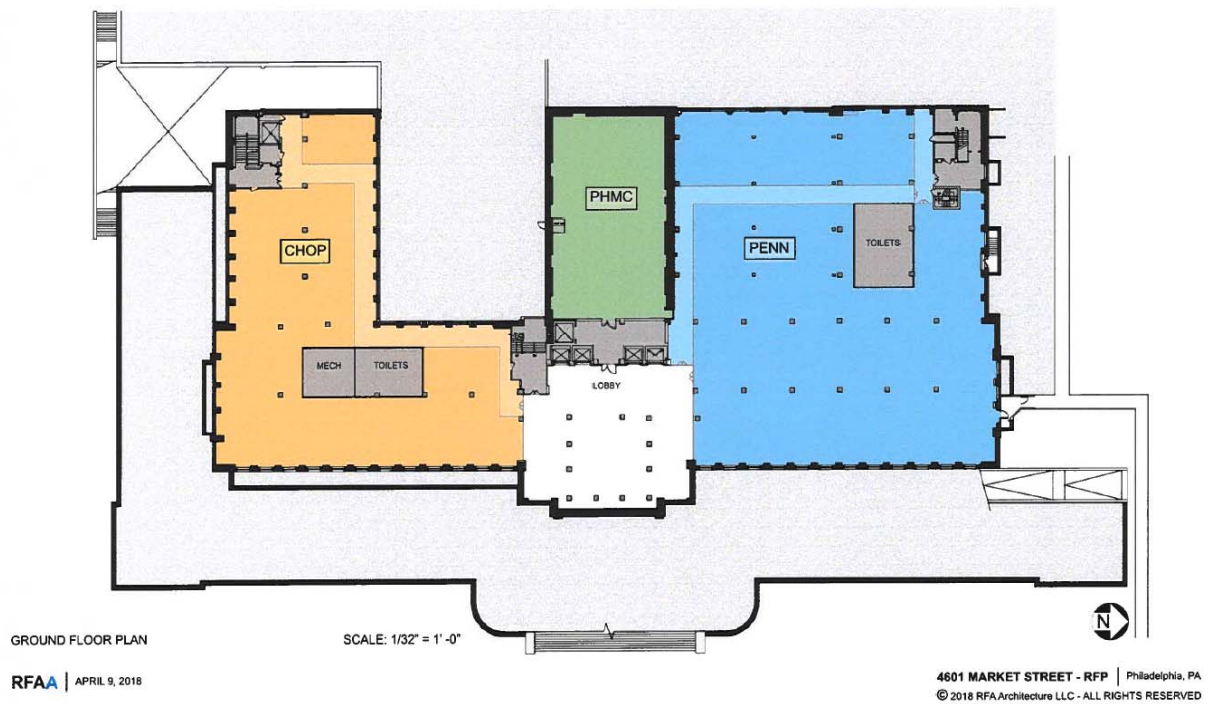 PHMC
CHOP
PENN
TOILETS
MECH
TOILETS
LOBBY
N
GROUND FLOOR PLAN
SCALE: 1/32" = 1' -0"
RFAA | APRIL 9, 2018
4601 MARKET STREET - RFP | Philadelphia, PA
© 2018 RFA Architecture LLC - ALL RIGHTS RESERVED